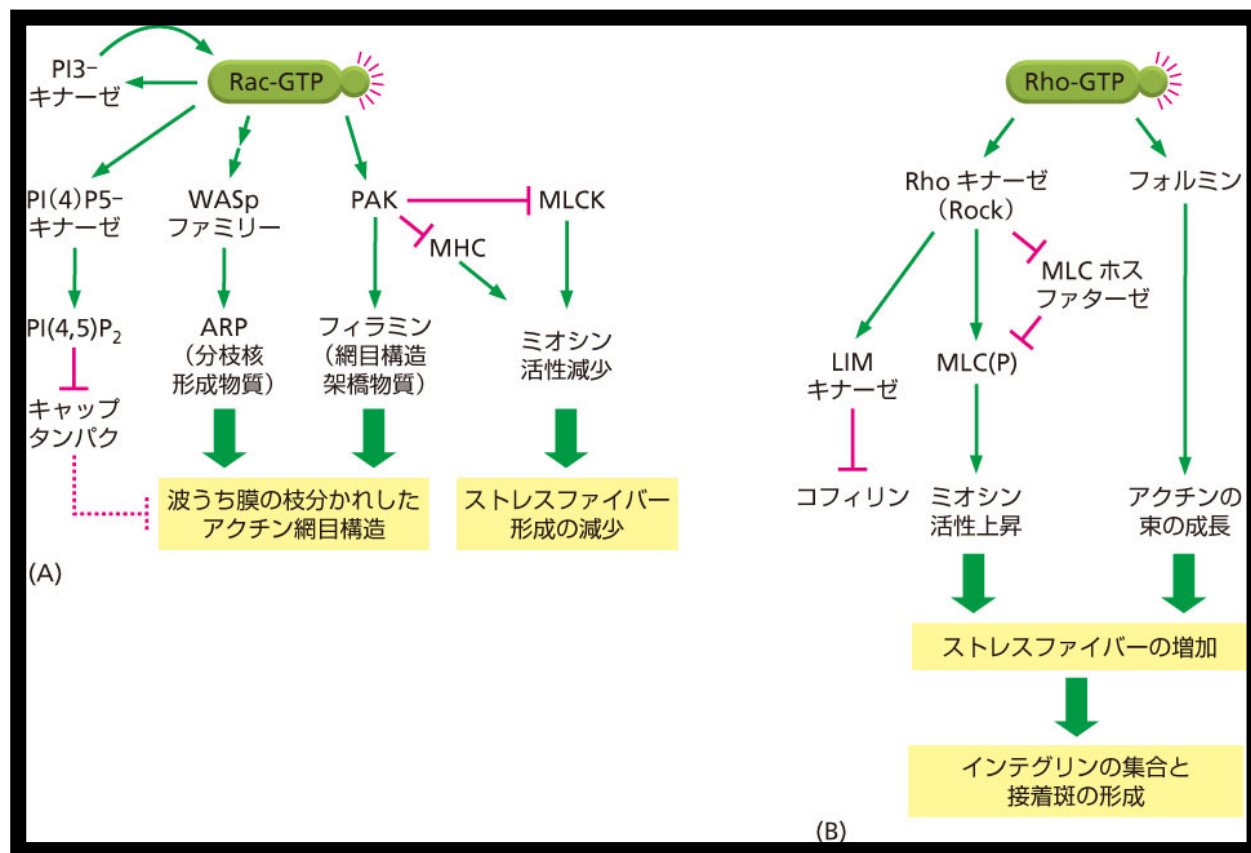 PI3-
キナーゼ
Rac-GTP
PI(4)P5-
キナーゼ
WASp
ファミリー
PAK
MLCK
MHC
PI(4,5)P₂
ARP
(分枝核
形成物質)
フィラミン
(網目構造
架橋物質)
ミオシン
活性減少
キャップ
タンパク
波うち膜の枝分かれした
アクチン網目構造
ストレスファイバー
形成の減少
(A)
Rho-GTP
Rho キナーゼ
(Rock)
フォルミン
MLC ホス
ファターゼ
LIM
キナーゼ
MLC(P)
コフィリン
ミオシン
活性上昇
アクチンの
束の成長
ストレスファイバーの増加
インテグリンの集合と
接着斑の形成
(B)